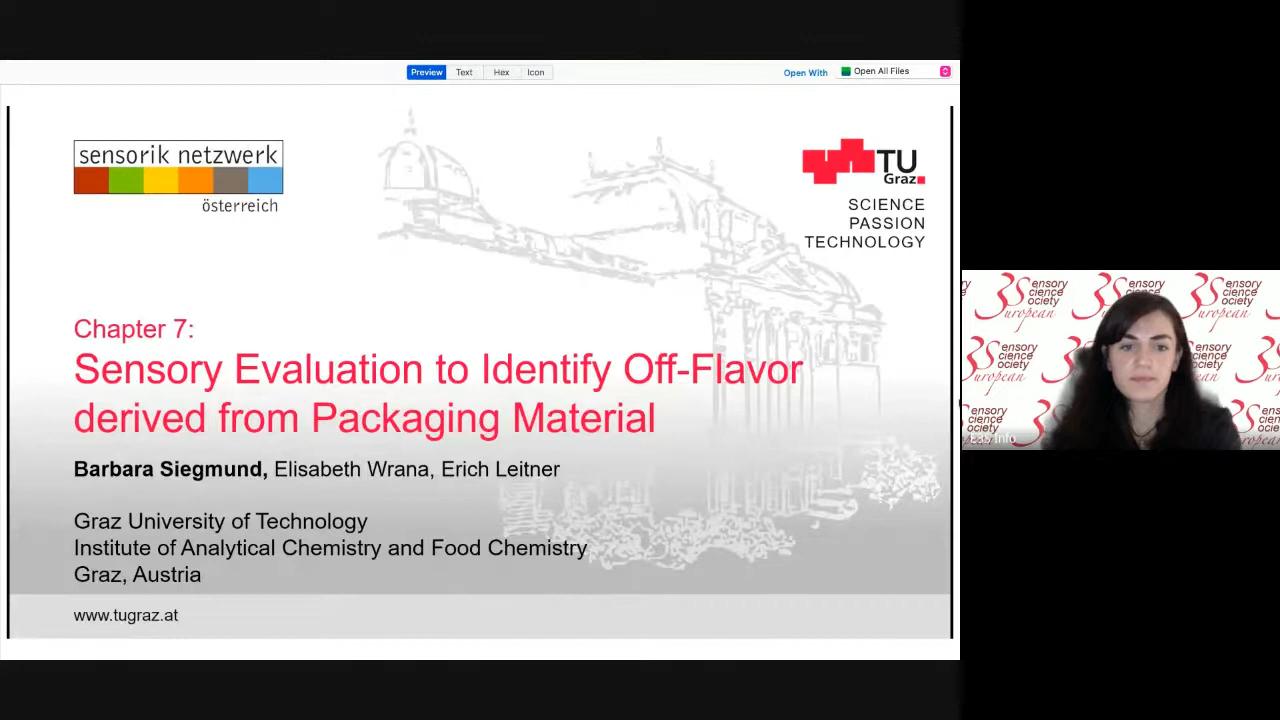 Preview
Text
Hex
Icon
Open With
Open All Files
sensorik netzwerk
österreich
TU
Graz
SCIENCE
PASSION
TECHNOLOGY
Chapter 7:
Sensory Evaluation to Identify Off-Flavor
derived from Packaging Material
Barbara Siegmund, Elisabeth Wrana, Erich Leitner
Graz University of Technology
Institute of Analytical Chemistry and Food Chemistry
Graz, Austria
www.tugraz.at
Sensory
Science
Society
European
E3S Info